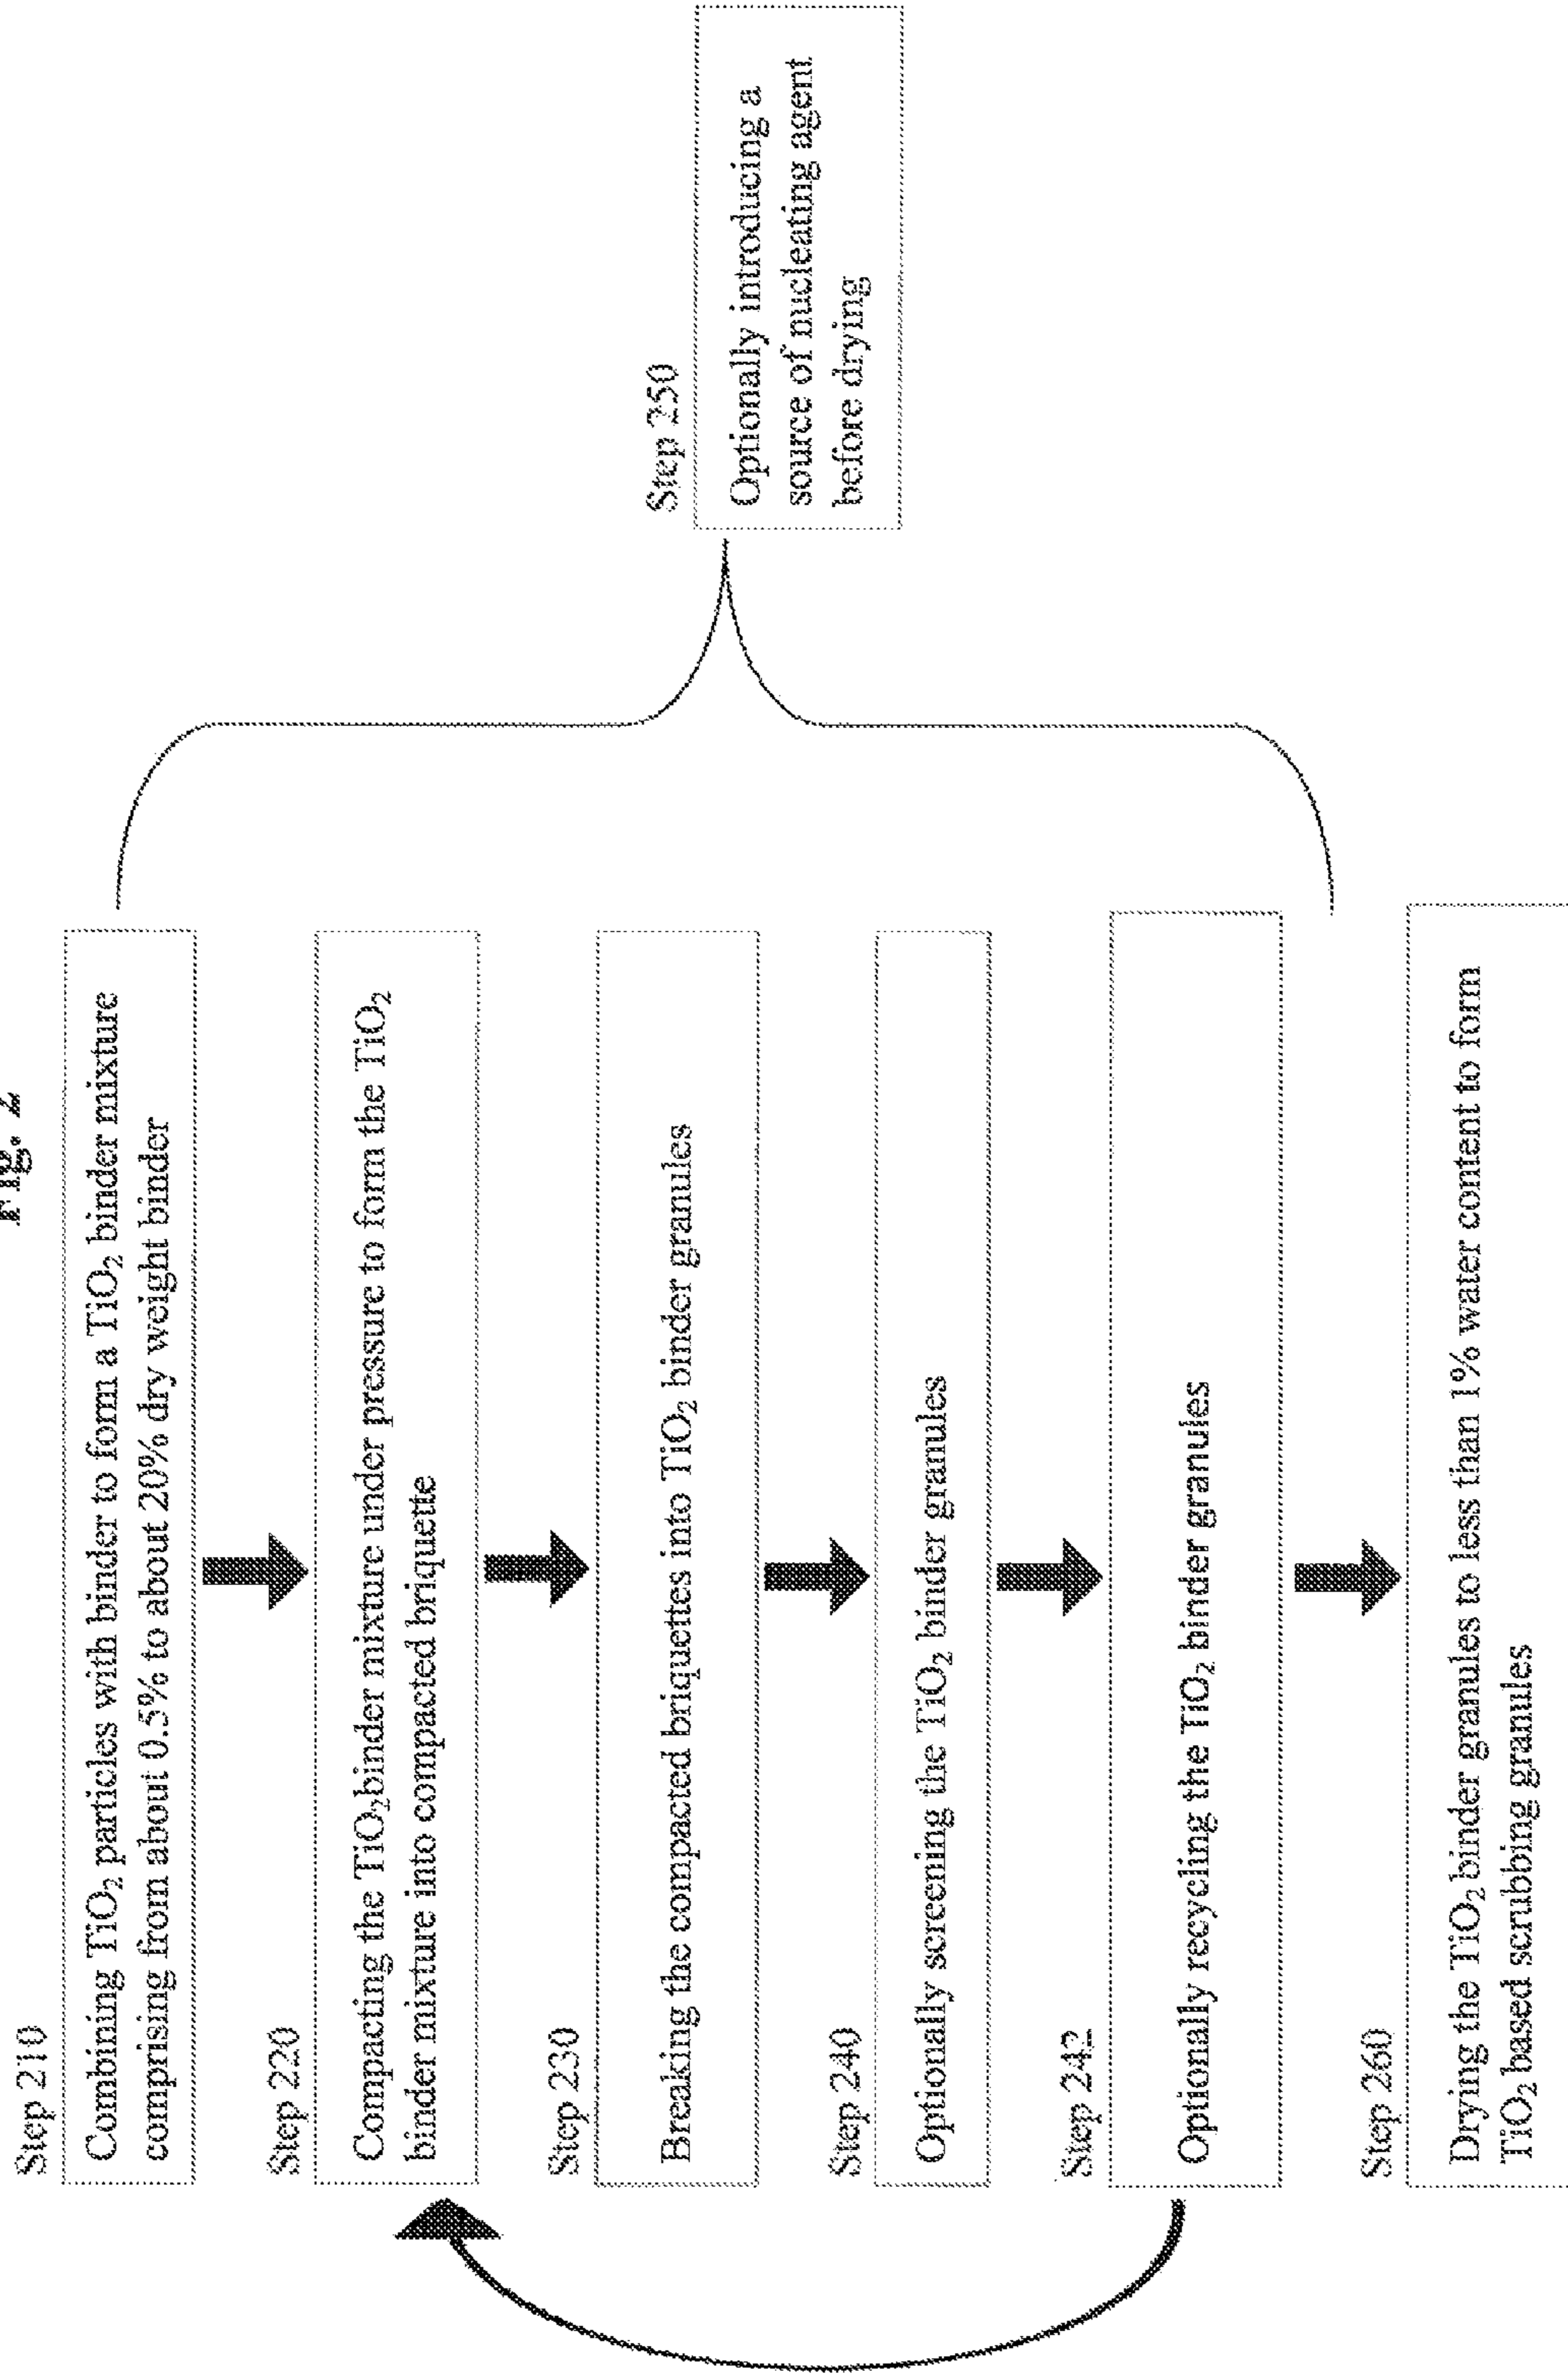 Fig. 2
Step 210
Combining TiO₂ particles with binder to form a TiO₂ binder mixture
comprising from about 0.5% to about 20% dry weight binder
Step 220
Compacting the TiO₂binder mixture under pressure to form the TiO₂
binder mixture into compacted briquette
Step 230
Breaking the compacted briquettes into TiO₂ binder granules
Step 240
Optionally screening the TiO₂ binder granules
Step 242
Optionally recycling the TiO₂ binder granules
Step 250
Optionally introducing a
source of nucleating agent
before drying
Step 260
Drying the TiO₂ binder granules to less than 1% water content to form
TiO₂ based scrubbing granules